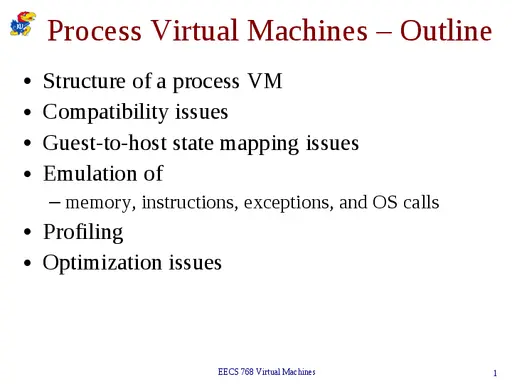 Process Virtual Machines – Outline
• Structure of a process VM
• Compatibility issues
• Guest-to-host state mapping issues
• Emulation of
– memory, instructions, exceptions, and OS calls
• Profiling
• Optimization issues
EECS 768 Virtual Machines
1